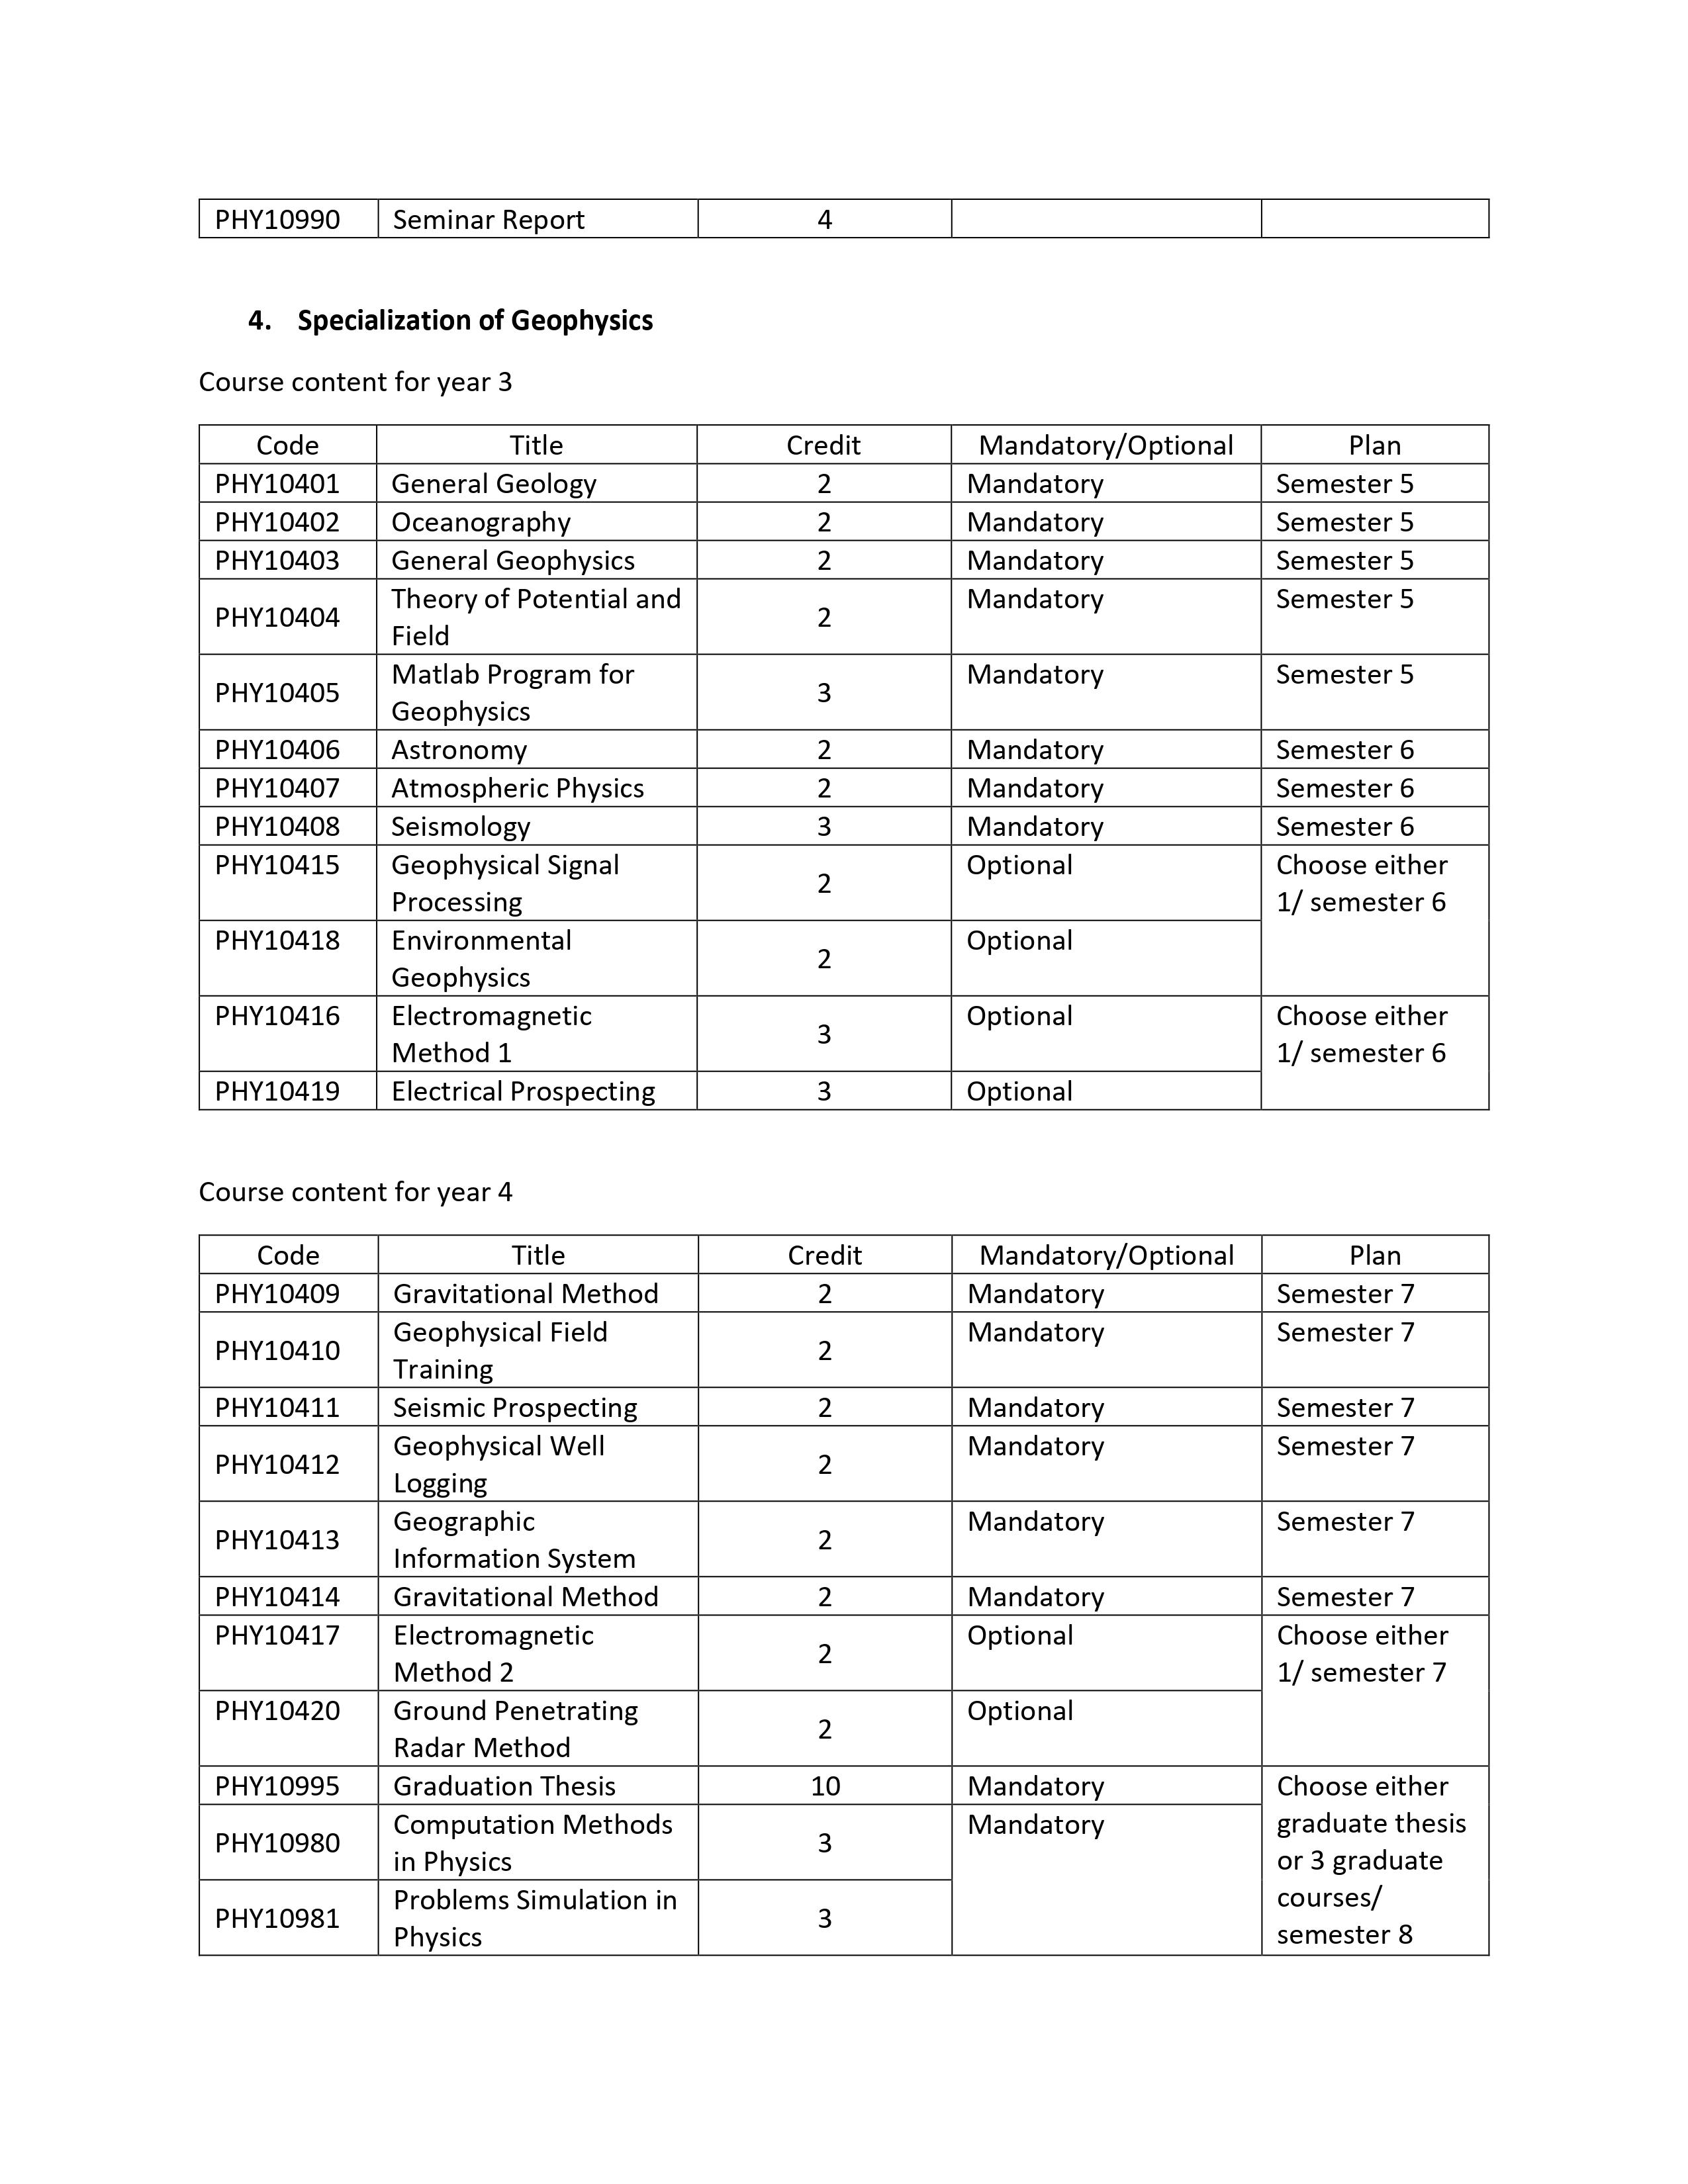 PHY10990 Seminar Report 4
4. Specialization of Geophysics
Course content for year 3
Code Title Credit Mandatory/Optional Plan
PHY10401 General Geology 2 Mandatory Semester 5
PHY10402 Oceanography 2 Mandatory Semester 5
PHY10403 General Geophysics 2 Mandatory Semester 5
PHY10404 Theory of Potential and Field 2 Mandatory Semester 5
PHY10405 Matlab Program for Geophysics 3 Mandatory Semester 5
PHY10406 Astronomy 2 Mandatory Semester 6
PHY10407 Atmospheric Physics 2 Mandatory Semester 6
PHY10408 Seismology 3 Mandatory Semester 6
PHY10415 Geophysical Signal Processing 2 Optional Choose either 1/ semester 6
PHY10418 Environmental Geophysics 2 Optional
PHY10416 Electromagnetic Method 1 3 Optional Choose either 1/ semester 6
PHY10419 Electrical Prospecting 3 Optional
Course content for year 4
Code Title Credit Mandatory/Optional Plan
PHY10409 Gravitational Method 2 Mandatory Semester 7
PHY10410 Geophysical Field Training 2 Mandatory Semester 7
PHY10411 Seismic Prospecting 2 Mandatory Semester 7
PHY10412 Geophysical Well Logging 2 Mandatory Semester 7
PHY10413 Geographic Information System 2 Mandatory Semester 7
PHY10414 Gravitational Method 2 Mandatory Semester 7
PHY10417 Electromagnetic Method 2 2 Optional Choose either 1/ semester 7
PHY10420 Ground Penetrating Radar Method 2 Optional
PHY10995 Graduation Thesis 10 Mandatory Choose either graduate thesis or 3 graduate courses/ semester 8
PHY10980 Computation Methods in Physics 3 Mandatory
PHY10981 Problems Simulation in Physics 3